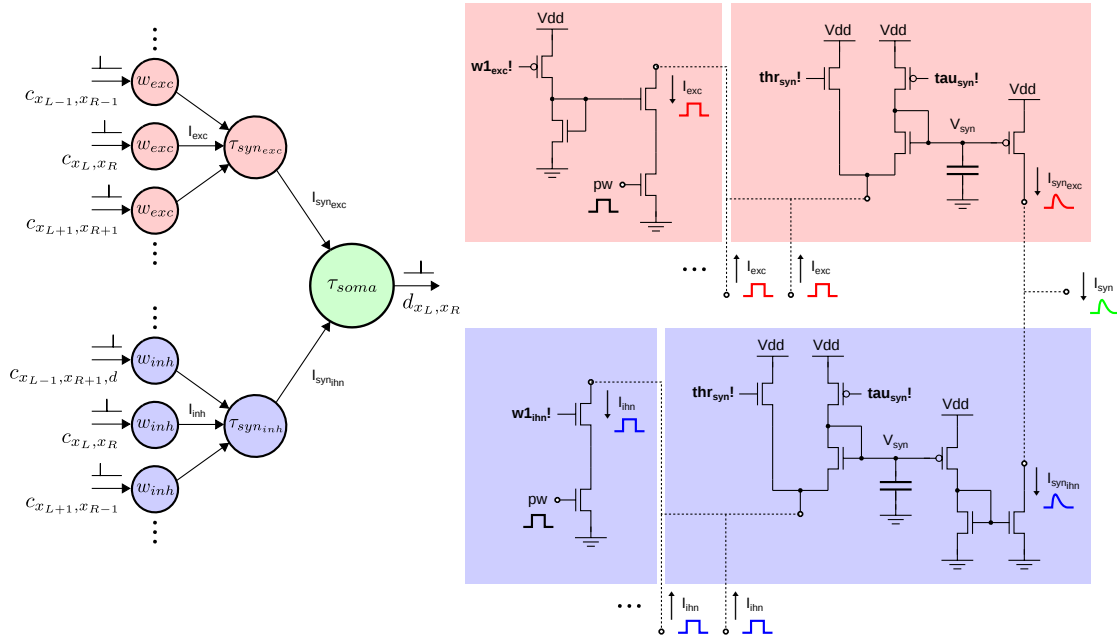 w_{exc}
c_{x_{L-1},x_{R-1}}
w_{exc}
I_{exc}
c_{x_L,x_R}
w_{exc}
c_{x_{L+1},x_{R+1}}
τ_{syn_{exc}}
I_{syn_{exc}}
τ_{soma}
d_{x_L,x_R}
I_{syn_{ihn}}
w_{inh}
c_{x_{L-1},x_{R+1},d}
w_{inh}
I_{inh}
c_{x_L,x_R}
w_{inh}
c_{x_{L+1},x_{R-1}}
τ_{syn_{inh}}
Vdd
w1_{exc}!
I_{exc}
pw
Vdd
Vdd
thr_{syn}!
tau_{syn}!
Vdd
V_{syn}
I_{syn_{exc}}
...
I_{exc}
I_{exc}
I_{syn}
w1_{ihn}!
I_{ihn}
pw
Vdd
Vdd
thr_{syn}!
tau_{syn}!
Vdd
V_{syn}
I_{syn_{ihn}}
...
I_{ihn}
I_{ihn}